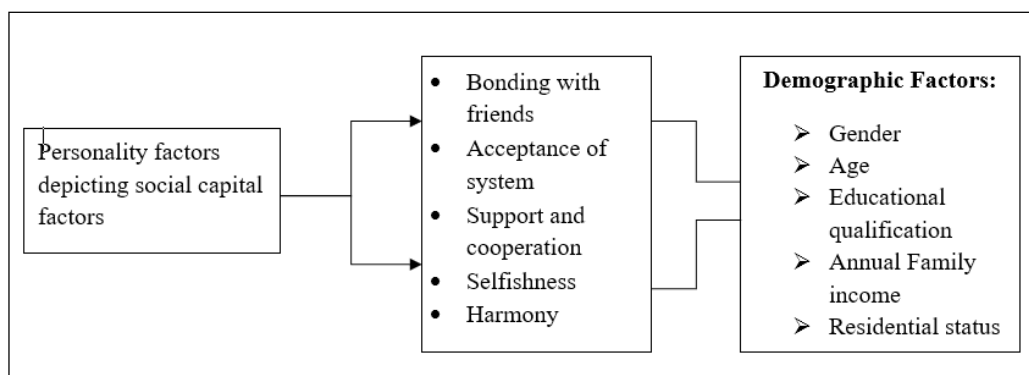 Personality factors
depicting social capital
factors
• Bonding with
friends
• Acceptance of
system
• Support and
cooperation
• Selfishness
• Harmony
Demographic Factors:
➢ Gender
➢ Age
➢ Educational
qualification
➢ Annual Family
income
➢ Residential status